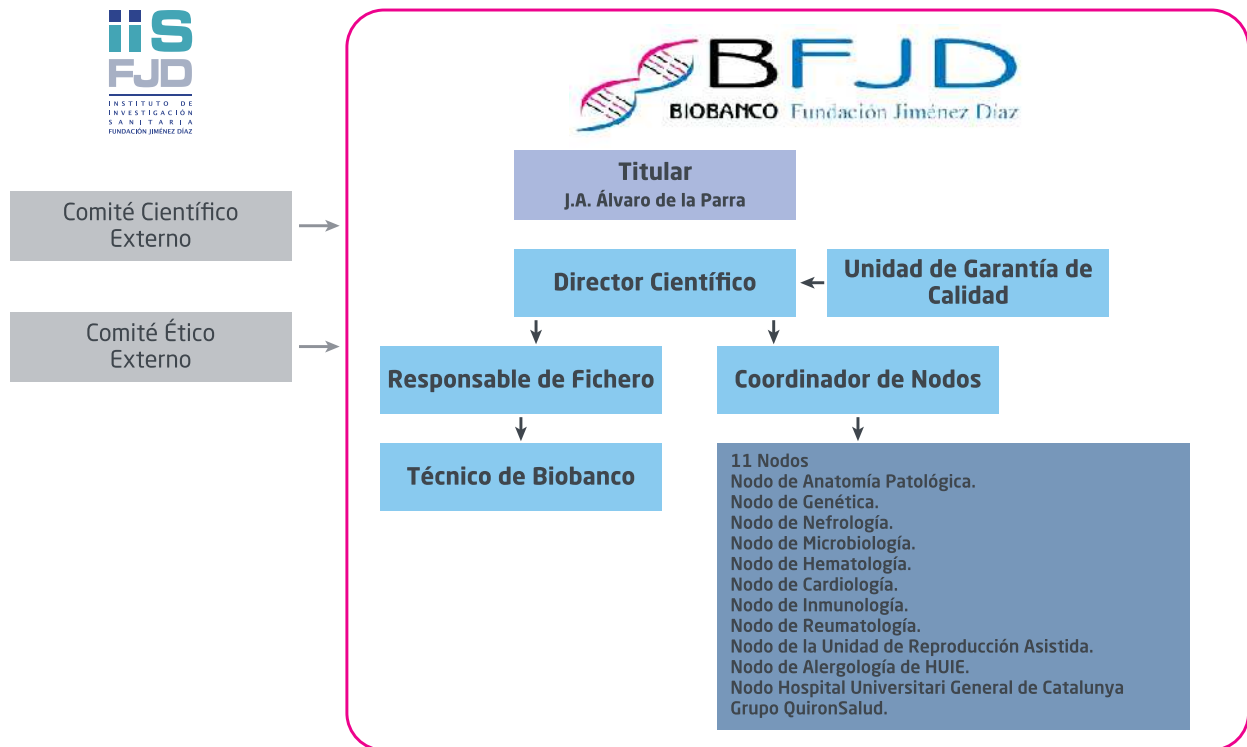 iiS
FJD
INSTITUTO DE
INVESTIGACIÓN
SANITARIA
FUNDACIÓN JIMÉNEZ DÍAZ
BFJD
BIOBANCO Fundación Jiménez Díaz
Titular
J.A. Álvaro de la Parra
Comité Científico
Externo
Director Científico
Unidad de Garantía de
Calidad
Comité Ético
Externo
Responsable de Fichero
Coordinador de Nodos
Técnico de Biobanco
11 Nodos
Nodo de Anatomía Patológica.
Nodo de Genética.
Nodo de Nefrología.
Nodo de Microbiología.
Nodo de Hematología.
Nodo de Cardiología.
Nodo de Inmunología.
Nodo de Reumatología.
Nodo de la Unidad de Reproducción Asistida.
Nodo de Alergología de HUIE.
Nodo Hospital Universitari General de Catalunya
Grupo QuironSalud.